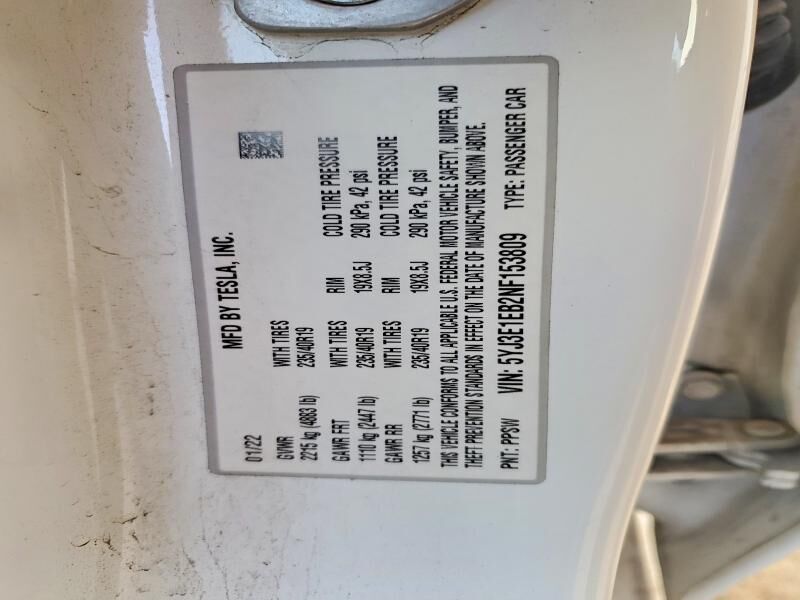 MFD BY TESLA, INC.
01/22
GVWR WITH TIRES RIM COLD TIRE PRESSURE
2215 kg (4883 lb) 235/40R19 19X8.5J 290 kPa, 42 psi
GAWR FRT WITH TIRES RIM COLD TIRE PRESSURE
1110 kg (2447 lb) 235/40R19 19X8.5J 290 kPa, 42 psi
GAWR RR
1257 kg (2771 lb) 235/40R19
THIS VEHICLE CONFORMS TO ALL APPLICABLE U.S. FEDERAL MOTOR VEHICLE SAFETY, BUMPER, AND
THEFT PREVENTION STANDARDS IN EFFECT ON THE DATE OF MANUFACTURE SHOWN ABOVE.
PNT: PPSW VIN: 5YJ3E1EB2NF153809 TYPE: PASSENGER CAR